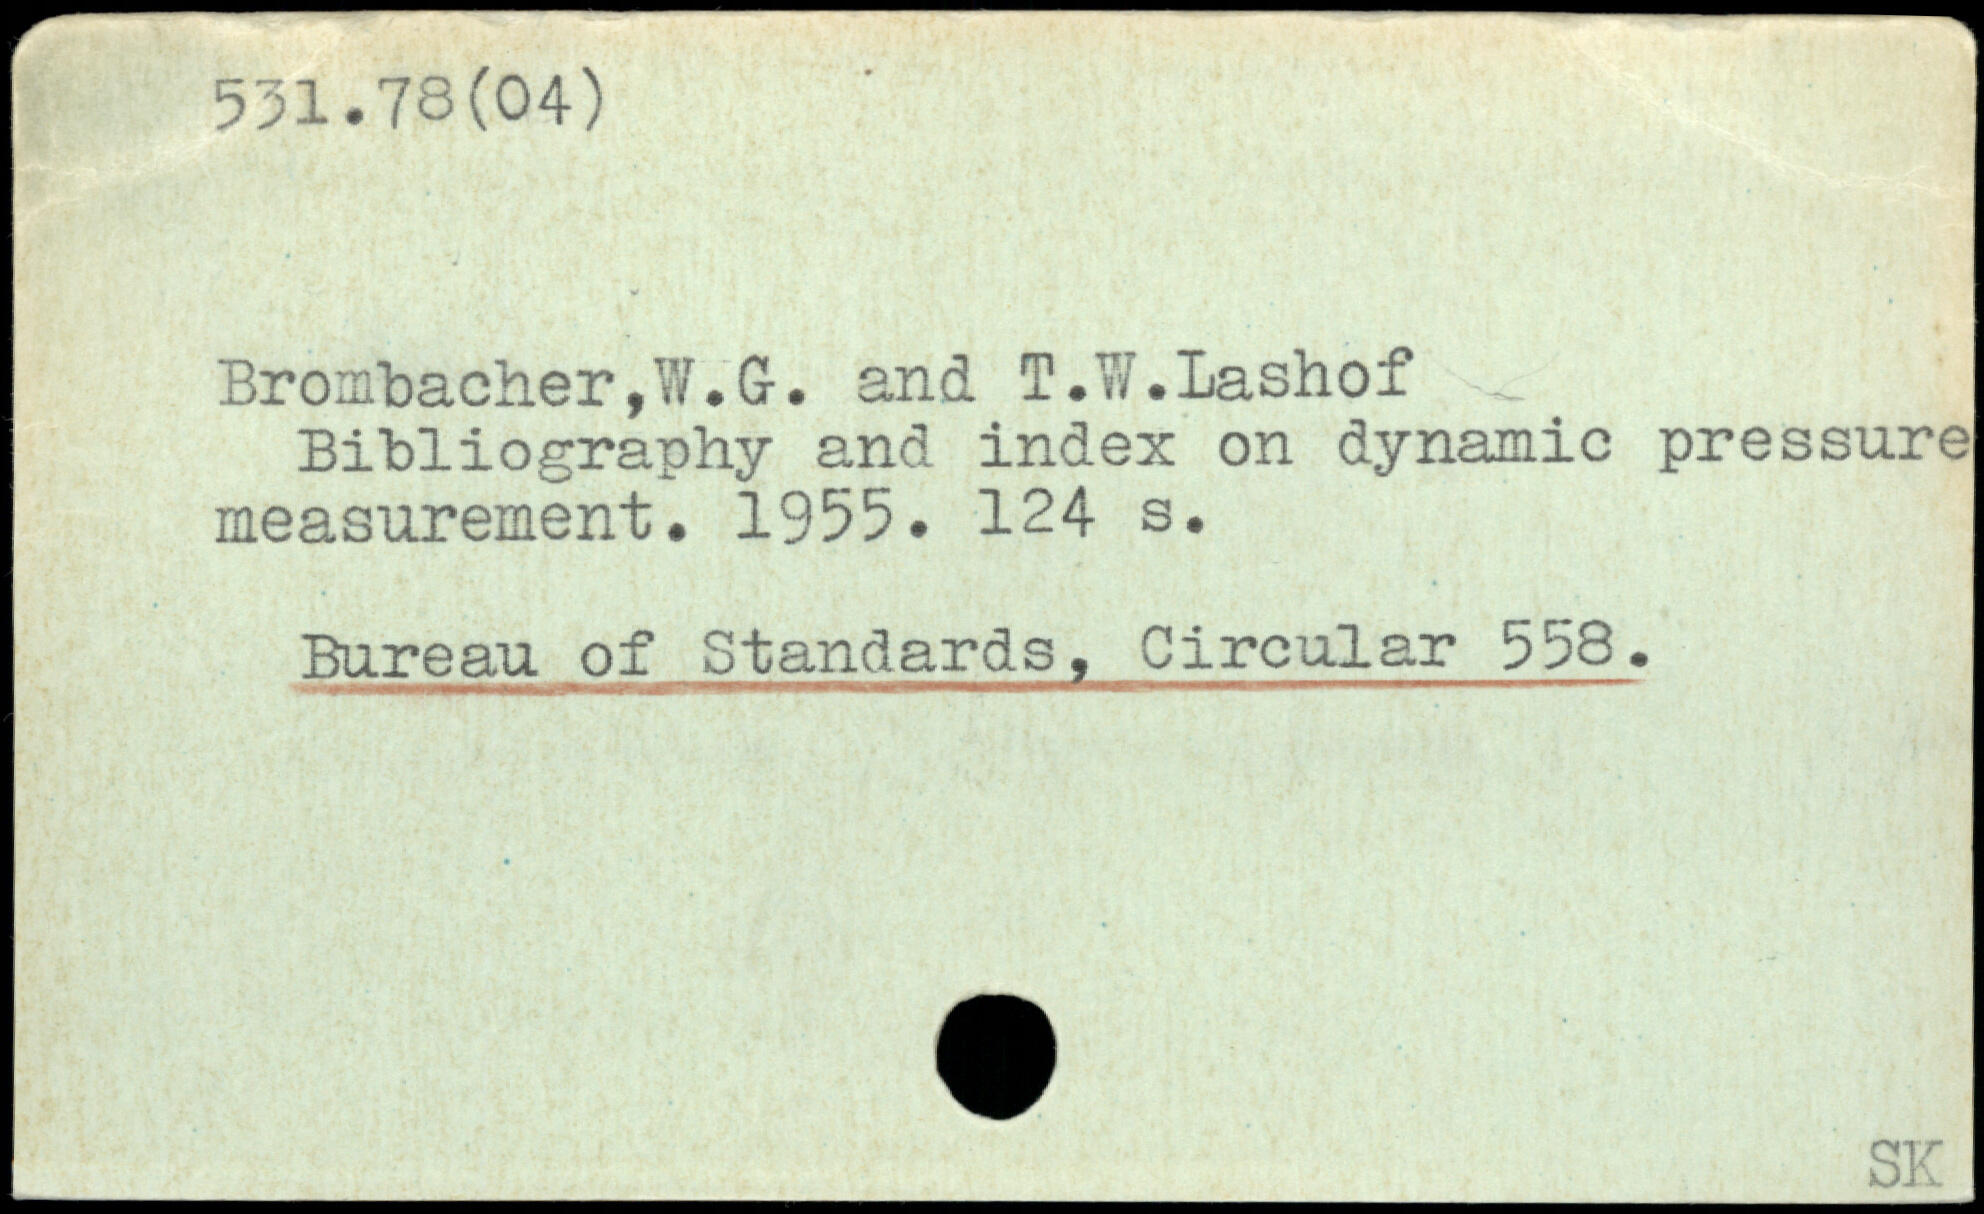 531.78(04)
Brombacher,W.G. and T.W.Lashof
Bibliography and index on dynamic pressure
measurement. 1955. 124 s.
Bureau of Standards, Circular 558.
SK